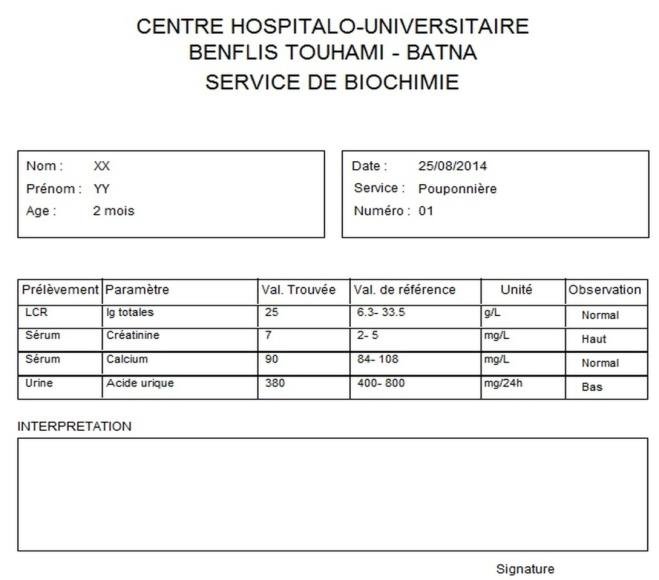 CENTRE HOSPITALO-UNIVERSITAIRE
BENFLIS TOUHAMI - BATNA
SERVICE DE BIOCHIMIE
Nom : XX
Prénom : YY
Age : 2 mois
Date : 25/08/2014
Service : Pouponnière
Numéro : 01
Prélèvement Paramètre Val. Trouvée Val. de référence Unité Observation
LCR Ig totales 25 6.3- 33.5 g/L Normal
Sérum Créatinine 7 2- 5 mg/L Haut
Sérum Calcium 90 84- 108 mg/L Normal
Urine Acide urique 380 400- 800 mg/24h Bas
INTERPRETATION
Signature